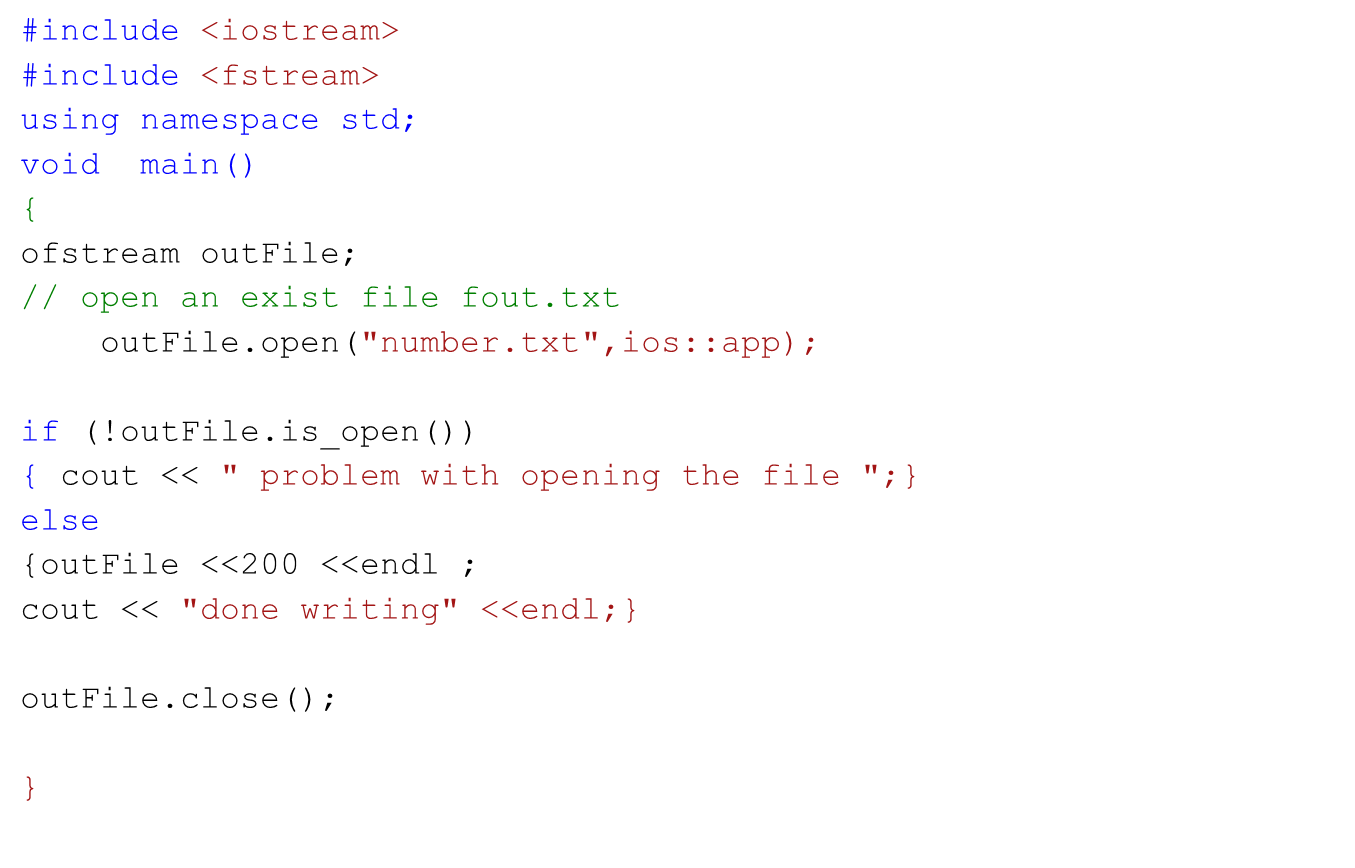 #include <iostream>
#include <fstream>
using namespace std;
void  main()
{
ofstream outFile;
// open an exist file fout.txt
    outFile.open("number.txt",ios::app);
if (!outFile.is_open())
{ cout << " problem with opening the file ";}
else
{outFile <<200 <<endl ;
cout << "done writing" <<endl;}
outFile.close();
}